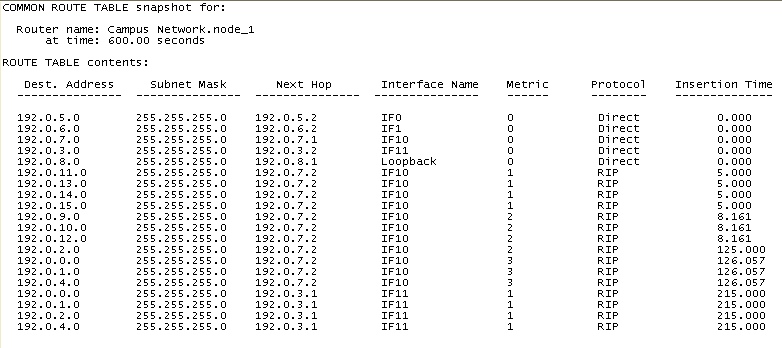 COMMON ROUTE TABLE snapshot for:
Router name: Campus Network.node_1
at time: 600.00 seconds
ROUTE TABLE contents:
Dest. Address Subnet Mask Next Hop Interface Name Metric Protocol Insertion Time
--------------- --------------- --------------- --------------- ------- --------- ---------------
192.0.5.0 255.255.255.0 192.0.5.2 IF0 0 Direct 0.000
192.0.6.0 255.255.255.0 192.0.6.2 IF1 0 Direct 0.000
192.0.7.0 255.255.255.0 192.0.7.1 IF10 0 Direct 0.000
192.0.3.0 255.255.255.0 192.0.3.2 IF11 0 Direct 0.000
192.0.8.0 255.255.255.0 192.0.8.1 Loopback 0 Direct 0.000
192.0.11.0 255.255.255.0 192.0.7.2 IF10 1 RIP 5.000
192.0.13.0 255.255.255.0 192.0.7.2 IF10 1 RIP 5.000
192.0.14.0 255.255.255.0 192.0.7.2 IF10 1 RIP 5.000
192.0.15.0 255.255.255.0 192.0.7.2 IF10 1 RIP 5.000
192.0.9.0 255.255.255.0 192.0.7.2 IF10 2 RIP 8.161
192.0.10.0 255.255.255.0 192.0.7.2 IF10 2 RIP 8.161
192.0.12.0 255.255.255.0 192.0.7.2 IF10 2 RIP 8.161
192.0.2.0 255.255.255.0 192.0.7.2 IF10 2 RIP 125.000
192.0.0.0 255.255.255.0 192.0.7.2 IF10 3 RIP 126.057
192.0.1.0 255.255.255.0 192.0.7.2 IF10 3 RIP 126.057
192.0.4.0 255.255.255.0 192.0.7.2 IF10 3 RIP 126.057
192.0.0.0 255.255.255.0 192.0.3.1 IF11 1 RIP 215.000
192.0.1.0 255.255.255.0 192.0.3.1 IF11 1 RIP 215.000
192.0.2.0 255.255.255.0 192.0.3.1 IF11 1 RIP 215.000
192.0.4.0 255.255.255.0 192.0.3.1 IF11 1 RIP 215.000